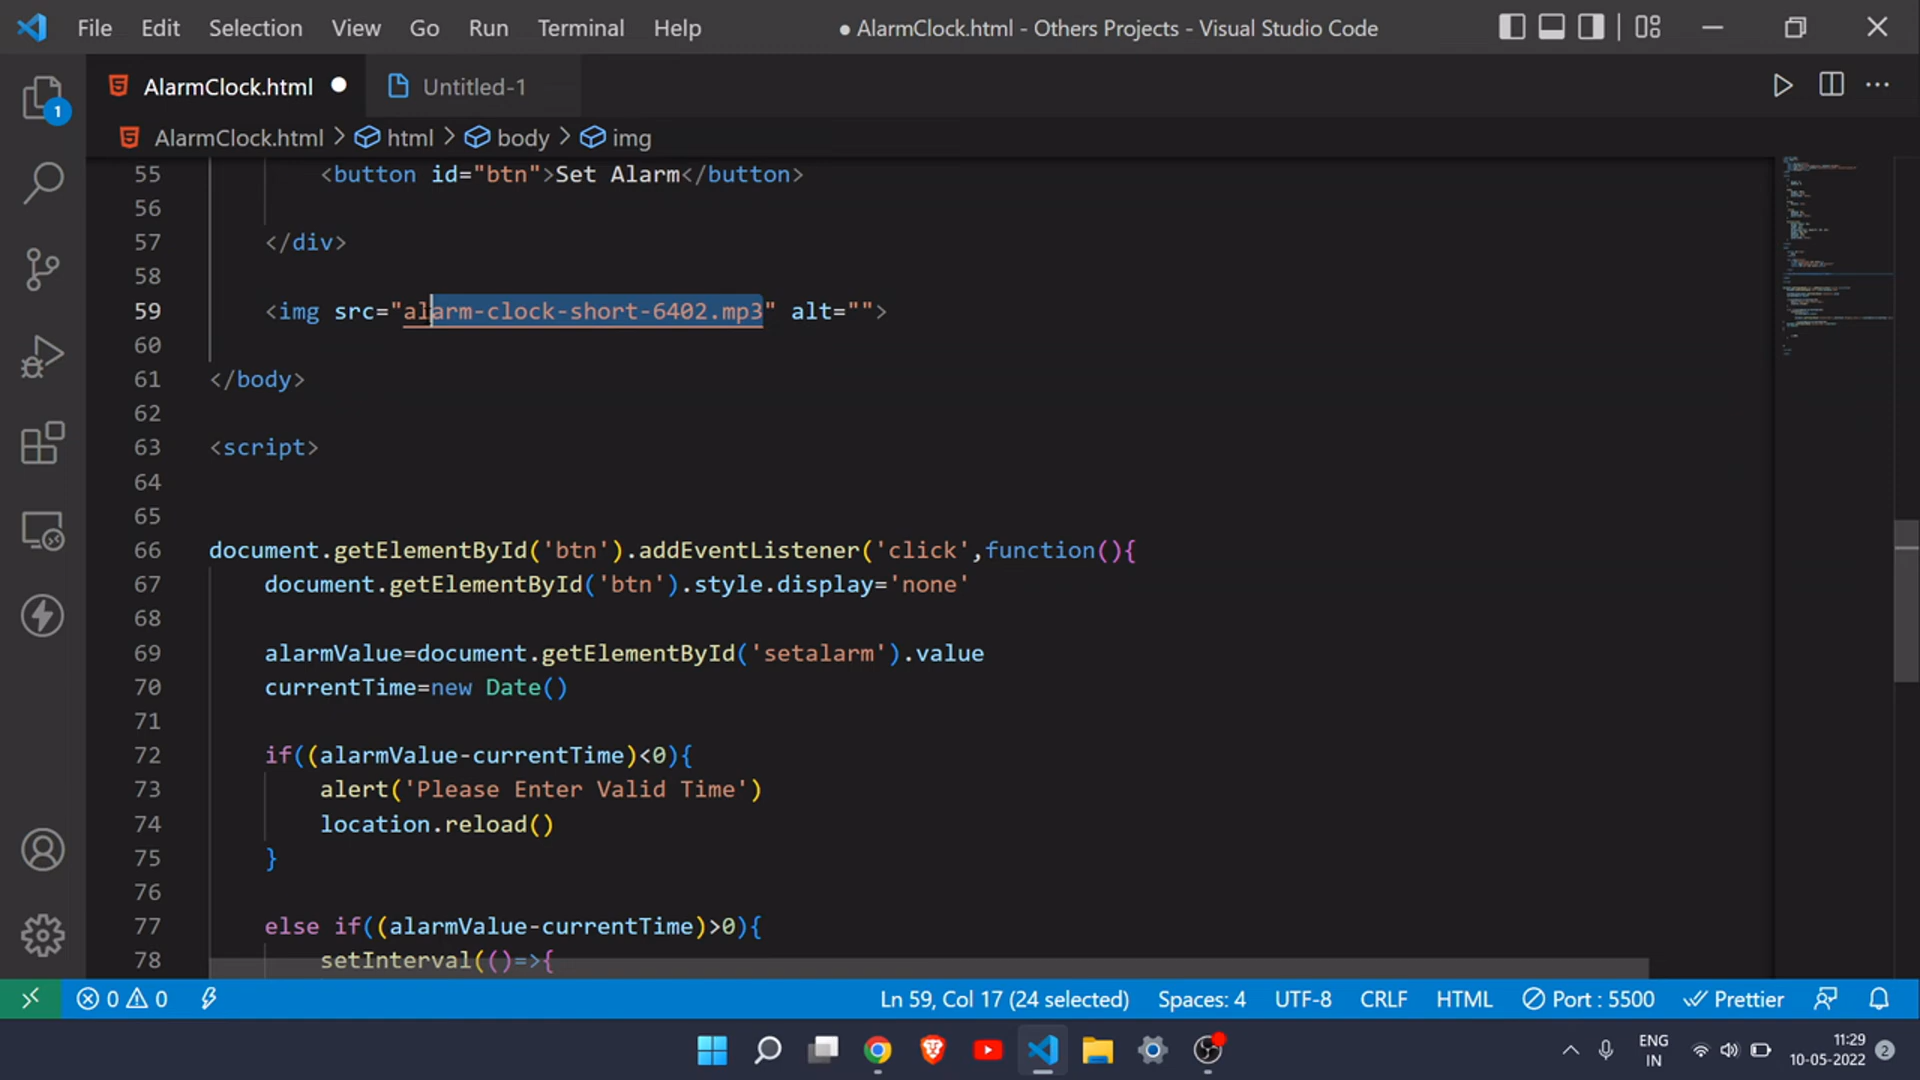 File Edit Selection View Go Run Terminal Help
● AlarmClock.html - Others Projects - Visual Studio Code
AlarmClock.html ● Untitled-1
1
AlarmClock.html > html > body > img
55 <button id="btn">Set Alarm</button>
56
57 </div>
58
59 <img src="alarm-clock-short-6402.mp3" alt="">
60
61 </body>
62
63 <script>
64
65
66 document.getElementById('btn').addEventListener('click',function(){
67 document.getElementById('btn').style.display='none'
68
69 alarmValue=document.getElementById('setalarm').value
70 currentTime=new Date()
71
72 if((alarmValue-currentTime)<0){
73 alert('Please Enter Valid Time')
74 location.reload()
75 }
76
77 else if((alarmValue-currentTime)>0){
78 setInterval(()=>{
0 0 Ln 59, Col 17 (24 selected) Spaces: 4 UTF-8 CRLF HTML Port : 5500 Prettier
ENG
IN
11:29
10-05-2022
2